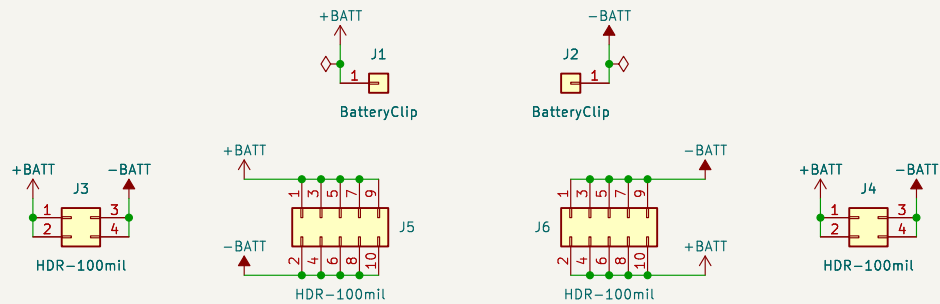 +BATT
-BATT
J1
J2
1
1
BatteryClip
BatteryClip
+BATT
-BATT
J3
1
3
2
4
HDR-100mil
+BATT
1 3 5 7 9
J5
-BATT
2 4 6 8 10
HDR-100mil
-BATT
1 3 5 7 9
J6
+BATT
2 4 6 8 10
HDR-100mil
+BATT
-BATT
J4
1
3
2
4
HDR-100mil